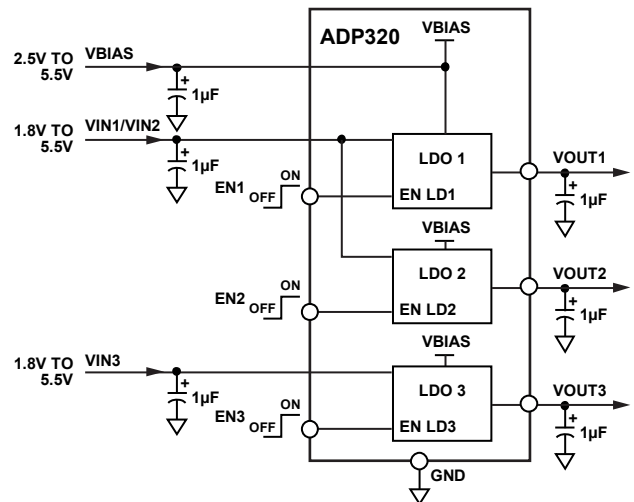 ADP320
VBIAS
2.5V TO
5.5V
VBIAS
+
1µF
1.8V TO
5.5V
VIN1/VIN2
+
1µF
LDO 1
EN LD1
EN1
OFF
ON
VOUT1
+
1µF
VBIAS
LDO 2
EN LD2
EN2
OFF
ON
VOUT2
+
1µF
1.8V TO
5.5V
VIN3
+
1µF
VBIAS
LDO 3
EN LD3
EN3
OFF
ON
VOUT3
+
1µF
GND